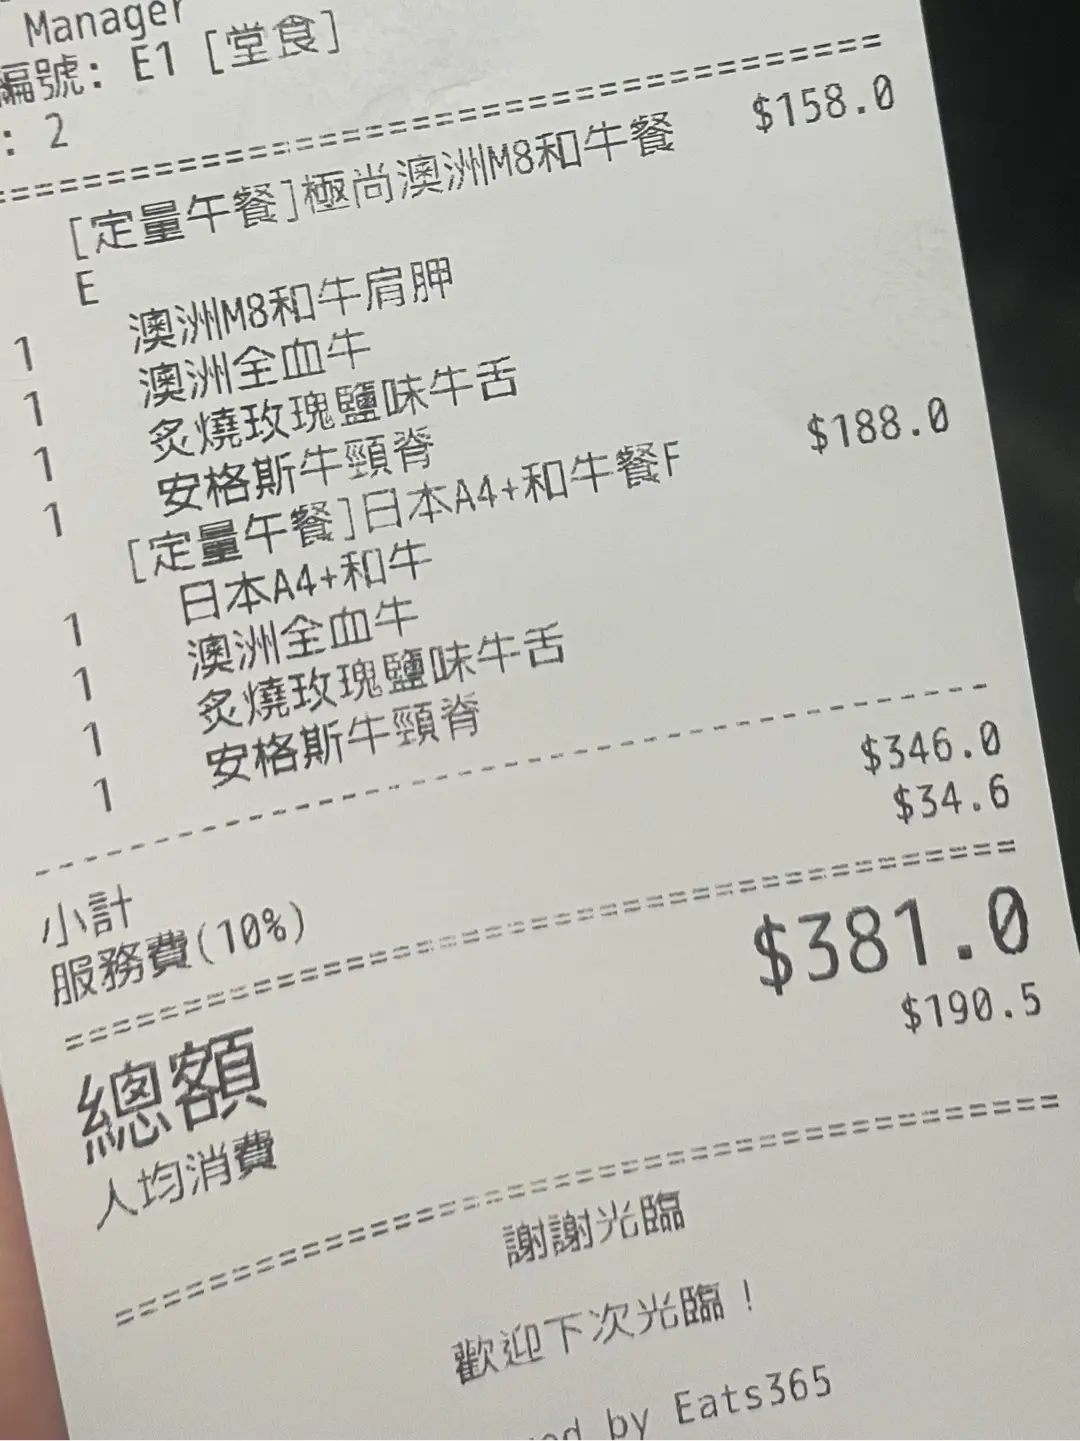 Manager
編號: E1 [堂食]
: 2
[定量午餐]極尚澳洲M8和牛餐 $158.0
E
1 澳洲M8和牛肩胛
1 澳洲全血牛
1 炙燒玫瑰鹽味牛舌
1 安格斯牛頸脊
[定量午餐]日本A4+和牛餐F $188.0
1 日本A4+和牛
1 澳洲全血牛
1 炙燒玫瑰鹽味牛舌
1 安格斯牛頸脊
小計 $346.0
服務費(10%) $34.6
總額 $381.0
人均消費 $190.5
謝謝光臨
歡迎下次光臨！
by Eats365